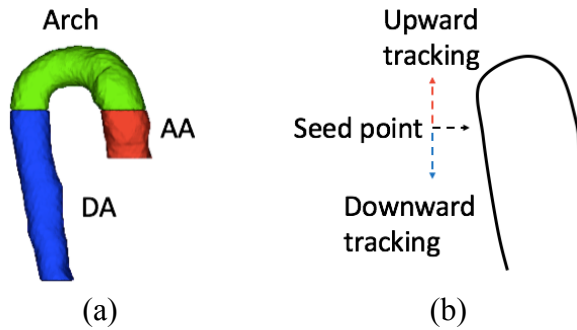 Arch
AA
DA
(a)
Upward
tracking
Seed point
Downward
tracking
(b)